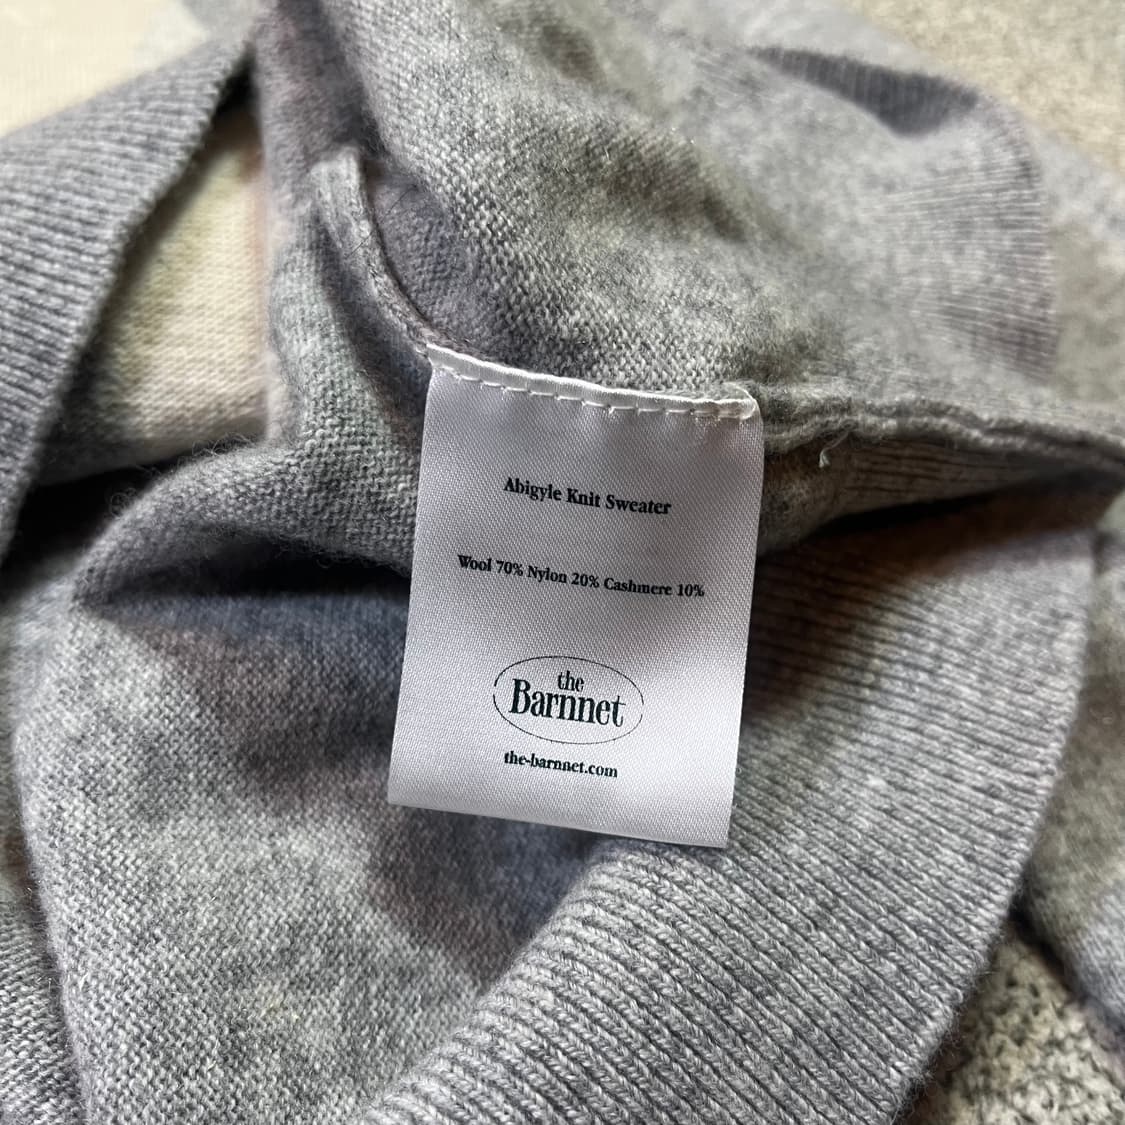 Abigyle Knit Sweater
Wool 70% Nylon 20% Cashmere 10%
the
Barnnet
the-barnnet.com